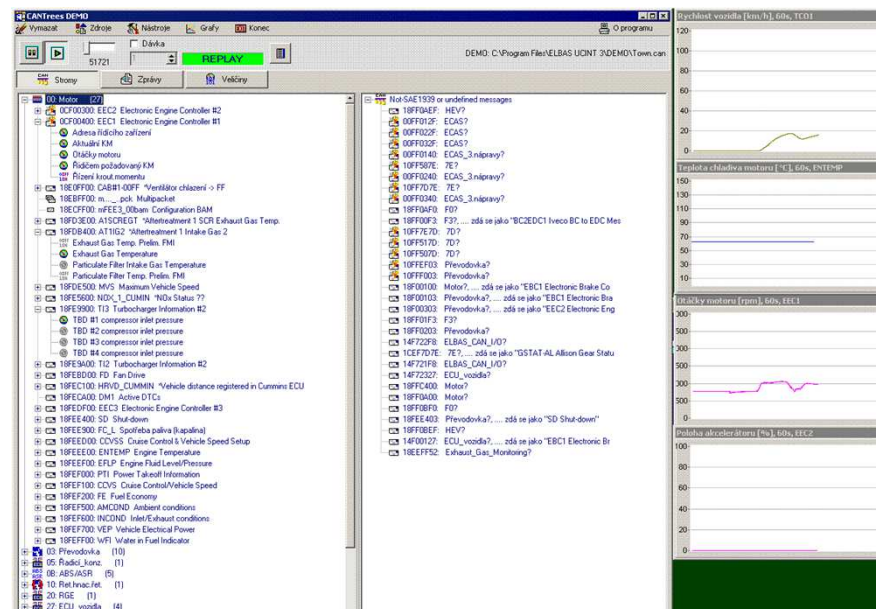 CANTrees DEMO
Vymazat Zdroje Nástroje Grafy Konec O programu
51721
Dávka
1
REPLAY
DEMO: C:\Program Files\ELBAS UCINT 3\DEMO\Town.can
Stromy Zprávy Veličiny
00: Motor (27)
0CF00300: EEC2 Electronic Engine Controller #2
0CF00400: EEC1 Electronic Engine Controller #1
Adresa řídícího zařízení
Aktuální KM
Otáčky motoru
Řidičem požadovaný KM
Řízení krout.momentu
18E0FF00: CAB#1-00FF *Ventilátor chlazení -> FF
18EBFF00: m...._.pck Multipacket
18ECFF00: mFEE3_00bam Configuration BAM
18FD3E00: A1SCREGT *Aftertreatment 1 SCR Exhaust Gas Temp.
18FDB400: AT1IG2 *Aftertreatment 1 Intake Gas 2
Exhaust Gas Temp. Prelim. FMI
Exhaust Gas Temperature
Particulate Filter Intake Gas Temperature
Particulate Filter Temp. Prelim. FMI
18FDE500: MVS Maximum Vehicle Speed
18FE5600: NOX_1_CUMIN *NOx Status ??
18FE9900: TI3 Turbocharger Information #2
TBD #1 compressor inlet pressure
TBD #2 compressor inlet pressure
TBD #3 compressor inlet pressure
TBD #4 compressor inlet pressure
18FE9A00: TI2 Turbocharger Information #2
18FEBD00: FD Fan Drive
18FEC100: HRVD_CUMMIN *Vehicle distance registered in Cummins ECU
18FECA00: DM1 Active DTCs
18FEDF00: EEC3 Electronic Engine Controller #3
18FEE400: SD Shut-down
18FEE900: FC_L Spotřeba paliva (kapalina)
18FEED00: CCVSS Cruise Control & Vehicle Speed Setup
18FEEE00: ENTEMP Engine Temperature
18FEEF00: EFLP Engine Fluid Level/Pressure
18FEF000: PTI Power Takeoff Information
18FEF100: CCVS Cruise Control/Vehicle Speed
18FEF200: FE Fuel Economy
18FEF500: AMCOND Ambient conditions
18FEF600: INCOND Inlet/Exhaust conditions
18FEF700: VEP Vehicle Electrical Power
18FEFF00: WFI Water in Fuel Indicator
03: Převodovka (10)
05: Řadicí_konz. (1)
0B: ABS/ASR (5)
10: Ret.hnac.řet. (1)
20: RGE (1)
27: ECU_vozidla (4)
Not-SAE1939 or undefined messages
18FF0AEF: HEV?
00FF012F: ECAS?
00FF022F: ECAS?
00FF032F: ECAS?
00FF0140: ECAS_3.nápravy?
10FF587E: 7E?
00FF0240: ECAS_3.nápravy?
10FF7D7E: 7E?
00FF0340: ECAS_3.nápravy?
18FF0AF0: F0?
18FF00F3: F3?, .... zdá se jako "BC2EDC1 Iveco BC to EDC Mes
10FF7E7D: 7D?
10FF517D: 7D?
10FF507D: 7D?
10FEEF03: Převodovka?
10FFF003: Převodovka?
18F00100: Motor?, .... zdá se jako "EBC1 Electronic Brake Co
18F00103: Převodovka?, .... zdá se jako "EBC1 Electronic Bra
18F00303: Převodovka?, .... zdá se jako "EEC2 Electronic Eng
18FF01F3: F3?
18FF0203: Převodovka?
14F722F8: ELBAS_CAN_I/O?
1CEF7D7E: 7E?, .... zdá se jako "GSTAT-AL Allison Gear Statu
14F721F8: ELBAS_CAN_I/O?
14F72327: ECU_vozidla?
18FFC400: Motor?
18FF0A00: Motor?
18FF0BF0: F0?
18FEE403: Převodovka?, .... zdá se jako "SD Shut-down"
18FF0BEF: HEV?
14F00127: ECU_vozidla?, .... zdá se jako "EBC1 Electronic Br
18EEFF52: Exhaust_Gas_Monitoring?
Rychlost vozidla [km/h], 60s, TCO1
120
100
80
60
40
20
0
Teplota chladiva motoru [°C], 60s, ENTEMP
150
130
110
90
70
50
30
10
Otáčky motoru [rpm], 60s, EEC1
000
500
000
500
000
500
0
Poloha akcelerátoru [%], 60s, EEC2
100
80
60
40
20
0